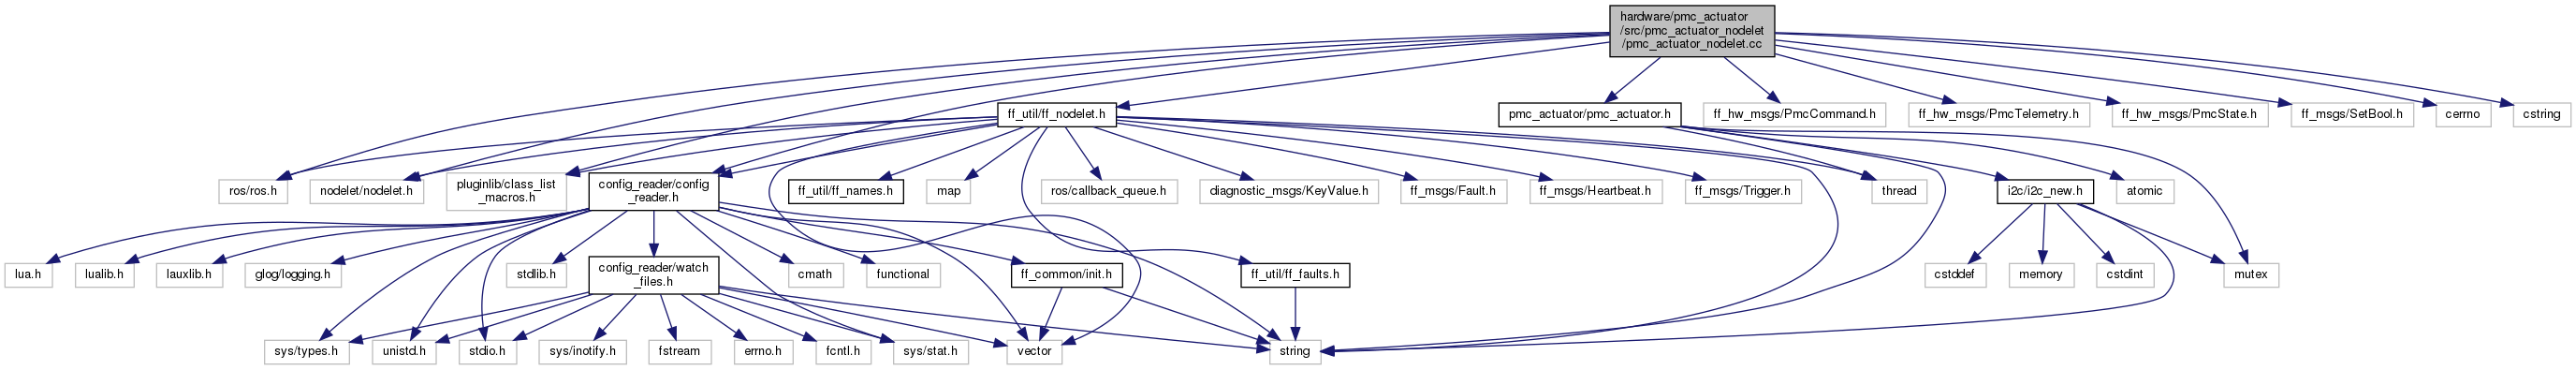 hardware/pmc_actuator
/src/pmc_actuator_nodelet
/pmc_actuator_nodelet.cc
ff_util/ff_nodelet.h
pmc_actuator/pmc_actuator.h
ff_hw_msgs/PmcCommand.h
ff_hw_msgs/PmcTelemetry.h
ff_hw_msgs/PmcState.h
ff_msgs/SetBool.h
cerrno
cstring
ros/ros.h
nodelet/nodelet.h
pluginlib/class_list
_macros.h
config_reader/config
_reader.h
ff_util/ff_names.h
map
ros/callback_queue.h
diagnostic_msgs/KeyValue.h
ff_msgs/Fault.h
ff_msgs/Heartbeat.h
ff_msgs/Trigger.h
thread
i2c/i2c_new.h
atomic
lua.h
lualib.h
lauxlib.h
glog/logging.h
stdlib.h
config_reader/watch
_files.h
cmath
functional
ff_common/init.h
ff_util/ff_faults.h
cstddef
memory
cstdint
mutex
sys/types.h
unistd.h
stdio.h
sys/inotify.h
fstream
errno.h
fcntl.h
sys/stat.h
vector
string